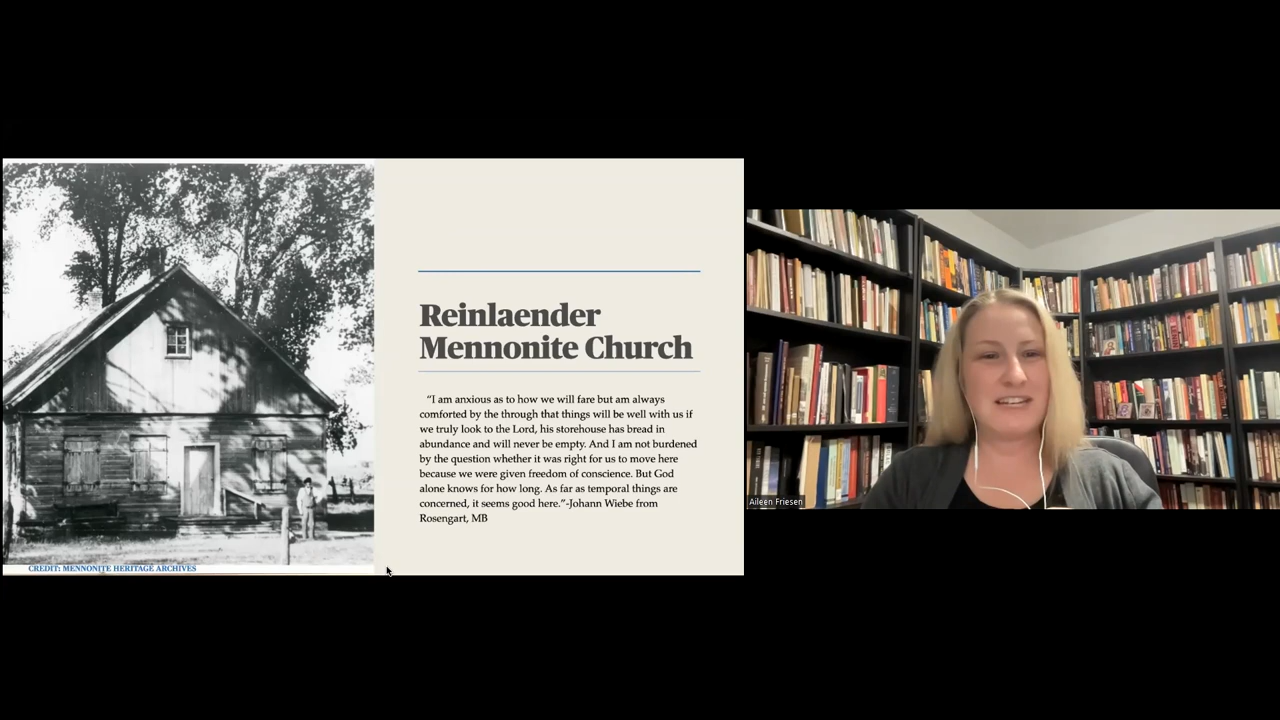 Reinlaender
Mennonite Church
“I am anxious as to how we will fare but am always
comforted by the through that things will be well with us if
we truly look to the Lord, his storehouse has bread in
abundance and will never be empty. And I am not burdened
by the question whether it was right for us to move here
because we were given freedom of conscience. But God
alone knows for how long. As far as temporal things are
concerned, it seems good here.”-Johann Wiebe from
Rosengart, MB
CREDIT: MENNONITE HERITAGE ARCHIVES
Aileen Friesen